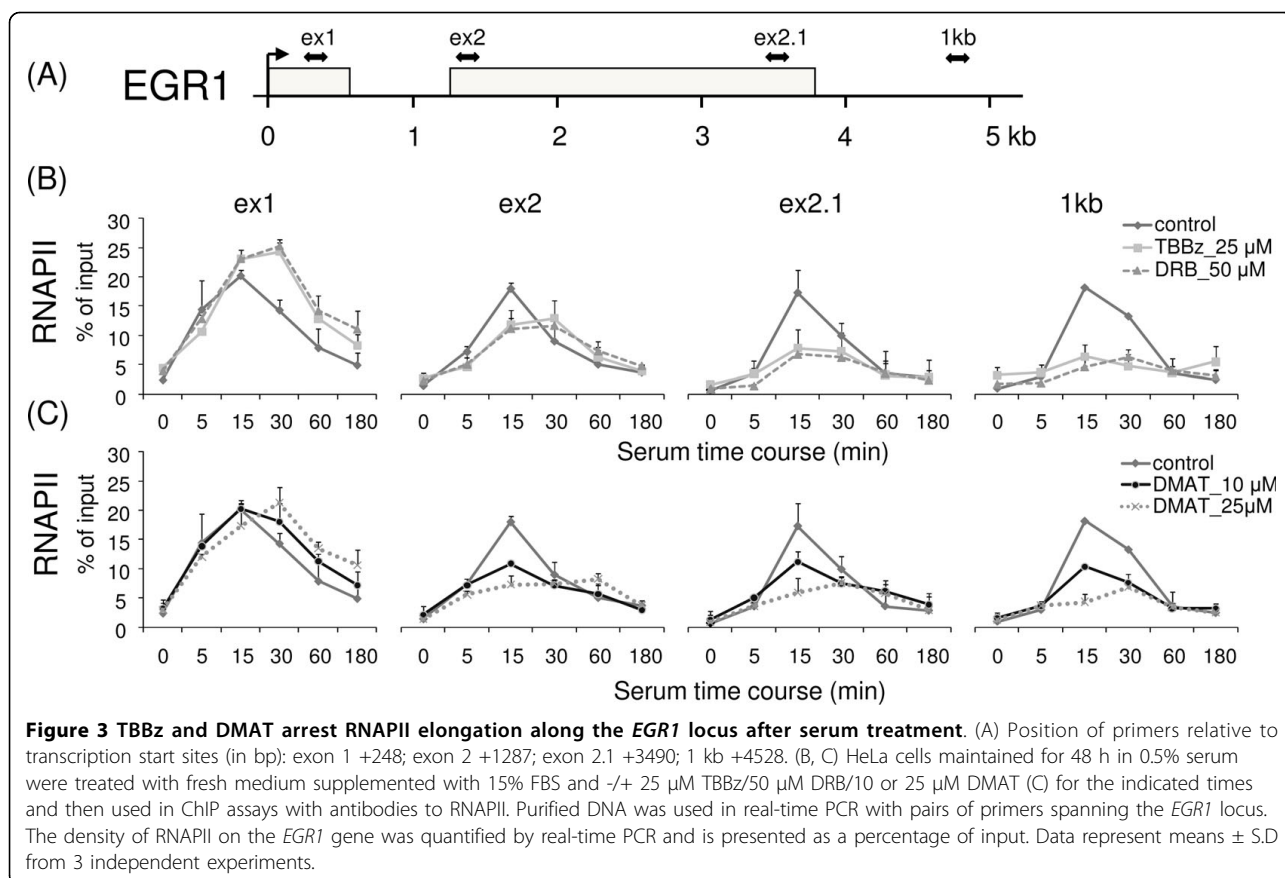 (A)
EGR1
ex1 ex2 ex2.1 1kb
0 1 2 3 4 5 kb
(B)
ex1 ex2 ex2.1 1kb
RNAPII
% of input
30
25
20
15
10
5
0
control
TBBz_25 µM
DRB_50 µM
0 5 15 30 60 180 0 5 15 30 60 180 0 5 15 30 60 180 0 5 15 30 60 180
Serum time course (min)
(C)
RNAPII
% of input
30
25
20
15
10
5
0
control
DMAT_10 µM
DMAT_25µM
0 5 15 30 60 180 0 5 15 30 60 180 0 5 15 30 60 180 0 5 15 30 60 180
Serum time course (min)
Figure 3 TBBz and DMAT arrest RNAPII elongation along the EGR1 locus after serum treatment. (A) Position of primers relative to
transcription start sites (in bp): exon 1 +248; exon 2 +1287; exon 2.1 +3490; 1 kb +4528. (B, C) HeLa cells maintained for 48 h in 0.5% serum
were treated with fresh medium supplemented with 15% FBS and -/+ 25 µM TBBz/50 µM DRB/10 or 25 µM DMAT (C) for the indicated times
and then used in ChIP assays with antibodies to RNAPII. Purified DNA was used in real-time PCR with pairs of primers spanning the EGR1 locus.
The density of RNAPII on the EGR1 gene was quantified by real-time PCR and is presented as a percentage of input. Data represent means ± S.D
from 3 independent experiments.